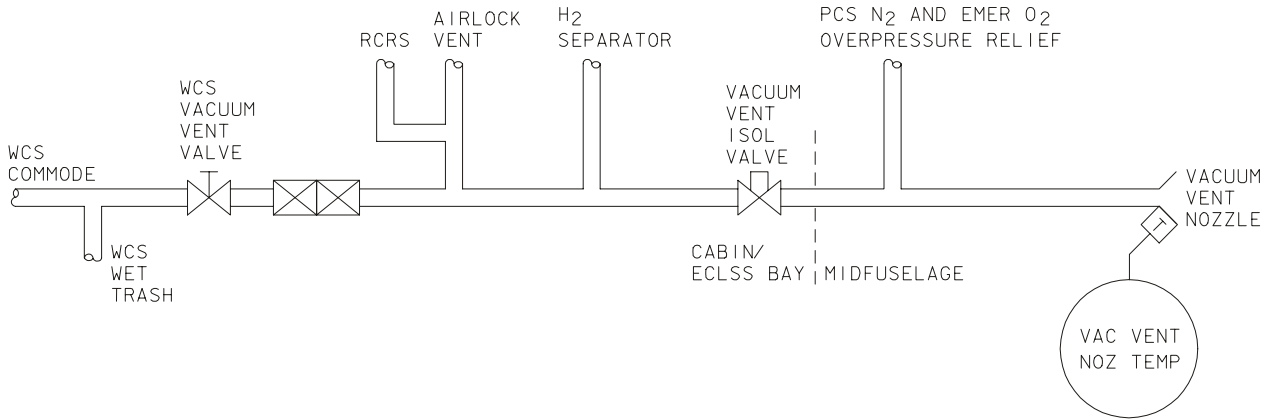 RCRS
AIRLOCK
VENT
H2
SEPARATOR
PCS N2 AND EMER O2
OVERPRESSURE RELIEF
WCS
VACUUM
VENT
VALVE
VACUUM
VENT
ISOL
VALVE
WCS
COMMODE
VACUUM
VENT
NOZZLE
WCS
WET
TRASH
CABIN/
ECLSS BAY
MIDFUSELAGE
T
VAC VENT
NOZ TEMP